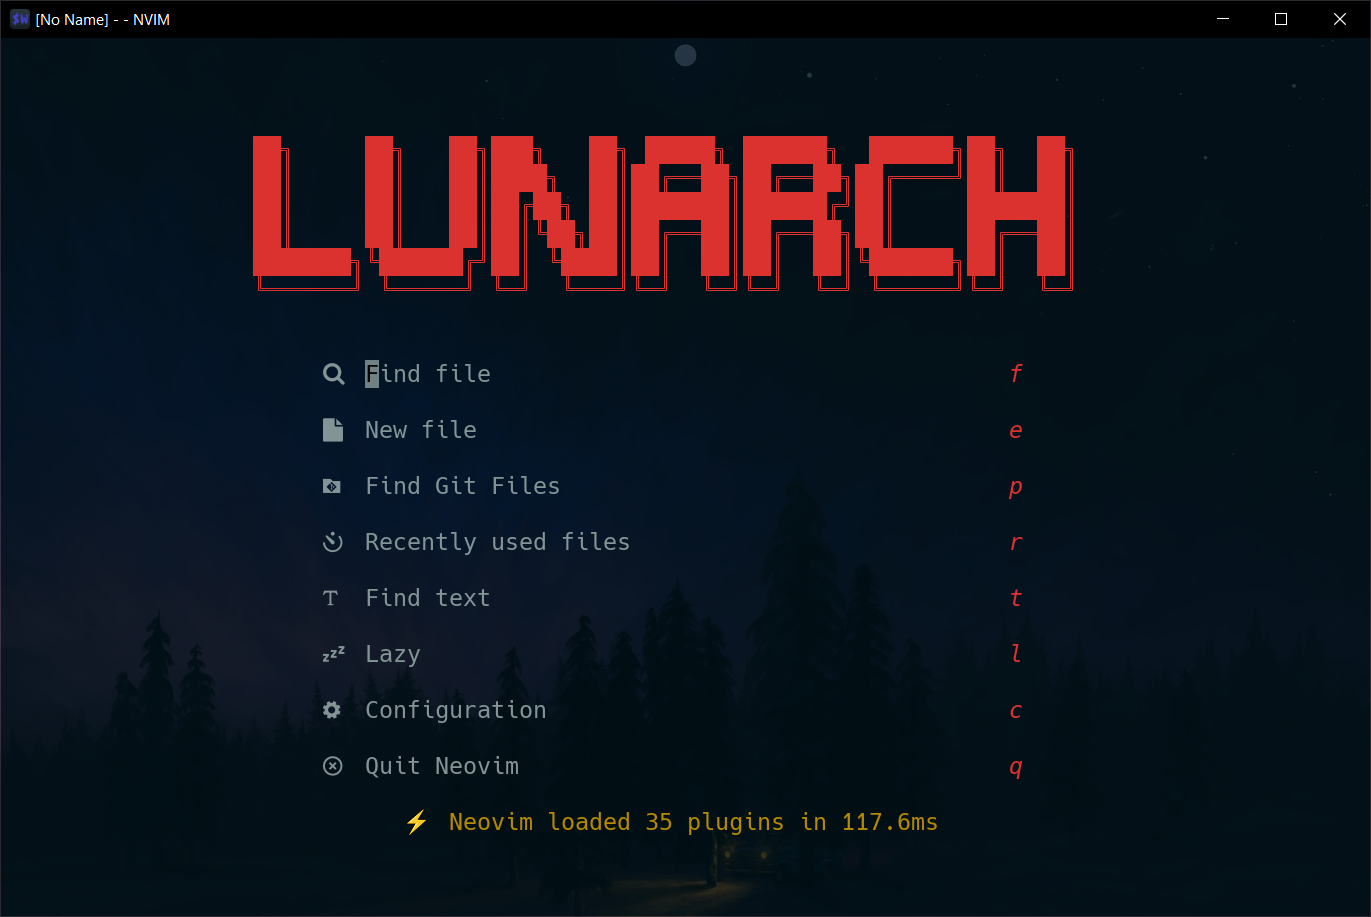 [No Name] - - NVIM
LUNARCH
Find file f
New file e
Find Git Files p
Recently used files r
Find text t
zzz Lazy l
Configuration c
Quit Neovim q
⚡ Neovim loaded 35 plugins in 117.6ms